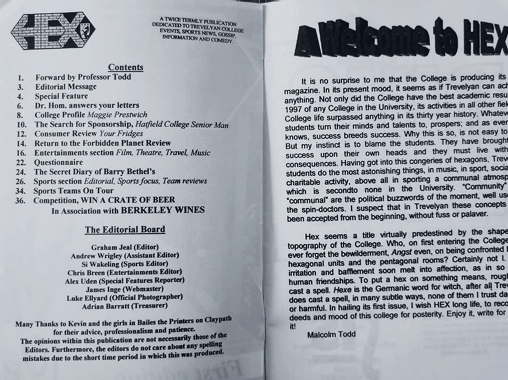 HEX
A TWICE TERMLY PUBLICATION
DEDICATED TO TREVELYAN COLLEGE
EVENTS, SPORTS NEWS, GOSSIP,
INFORMATION AND COMEDY.
Contents
1. Forward by Professor Todd
3. Editorial Message
4. Special Feature
6. Dr. Hom. answers your letters
8. College Profile Maggie Prestwich
10. The Search for Sponsorship, Hatfield College Senior Man
12. Consumer Review Your Fridges
14. Return to the Forbidden Planet Review
16. Entertainments section Film, Theatre, Travel, Music
22. Questionnaire
24. The Secret Diary of Barry Bethel's
26. Sports section Editorial, Sports focus, Team reviews
34. Sports Teams On Tour
36. Competition, WIN A CRATE OF BEER
In Association with BERKELEY WINES
The Editorial Board
Graham Jeal (Editor)
Andrew Wrigley (Assistant Editor)
Si Wakeling (Sports Editor)
Chris Breen (Entertainments Editor)
Alex Uden (Special Features Reporter)
James Inge (Webmaster)
Luke Ellyard (Official Photographer)
Adrian Barratt (Treasurer)
Many Thanks to Kevin and the girls in Bailes the Printers on Claypath
for their advice, professionalism and patience.
The opinions within this publication are not necessarily those of the
Editors. Furthermore, the editors do not care about any spelling
mistakes due to the short time period in which this was produced.
A Welcome to HEX
It is no surprise to me that the College is producing its
magazine. In its present mood, it seems as if Trevelyan can
anything. Not only did the College have the best academic
1997 of any College in the University, its activities in all other
College life surpassed anything in its thirty year history.
students turn their minds and talents to, prospers; and as
knows, success breeds success. Why this is so, is not easy to
But my instinct is to blame the students. They have brought
success upon their own heads and they must live with
consequences. Having got into this congeries of hexagons,
students do the most astonishing things, in music, in sport,
charitable activity, above all in sporting a communal
which is secondto none in the University. "Community"
"communal" are the political buzzwords of the moment, well
the spin-doctors. I suspect that in Trevelyan these concepts
been accepted from the beginning, without fuss or palaver.
Hex seems a title virtually predestined by the shape
topography of the College. Who, on first entering the College
ever forget the bewilderment, Angst even, on being confronted
hexagonal units and the pentagonal rooms? Certainly not I.
irritation and bafflement soon melt into affection, as in so
human friendships. To put a hex on something means, rough
cast a spell. Hexe is the Germanic word for witch, after all
does cast a spell, in many subtle ways, none of them I trust
or harmful. In hailing its first issue, I wish HEX long life, to
deeds and mood of this college for posterity. Enjoy it, write for
it!
Malcolm Todd